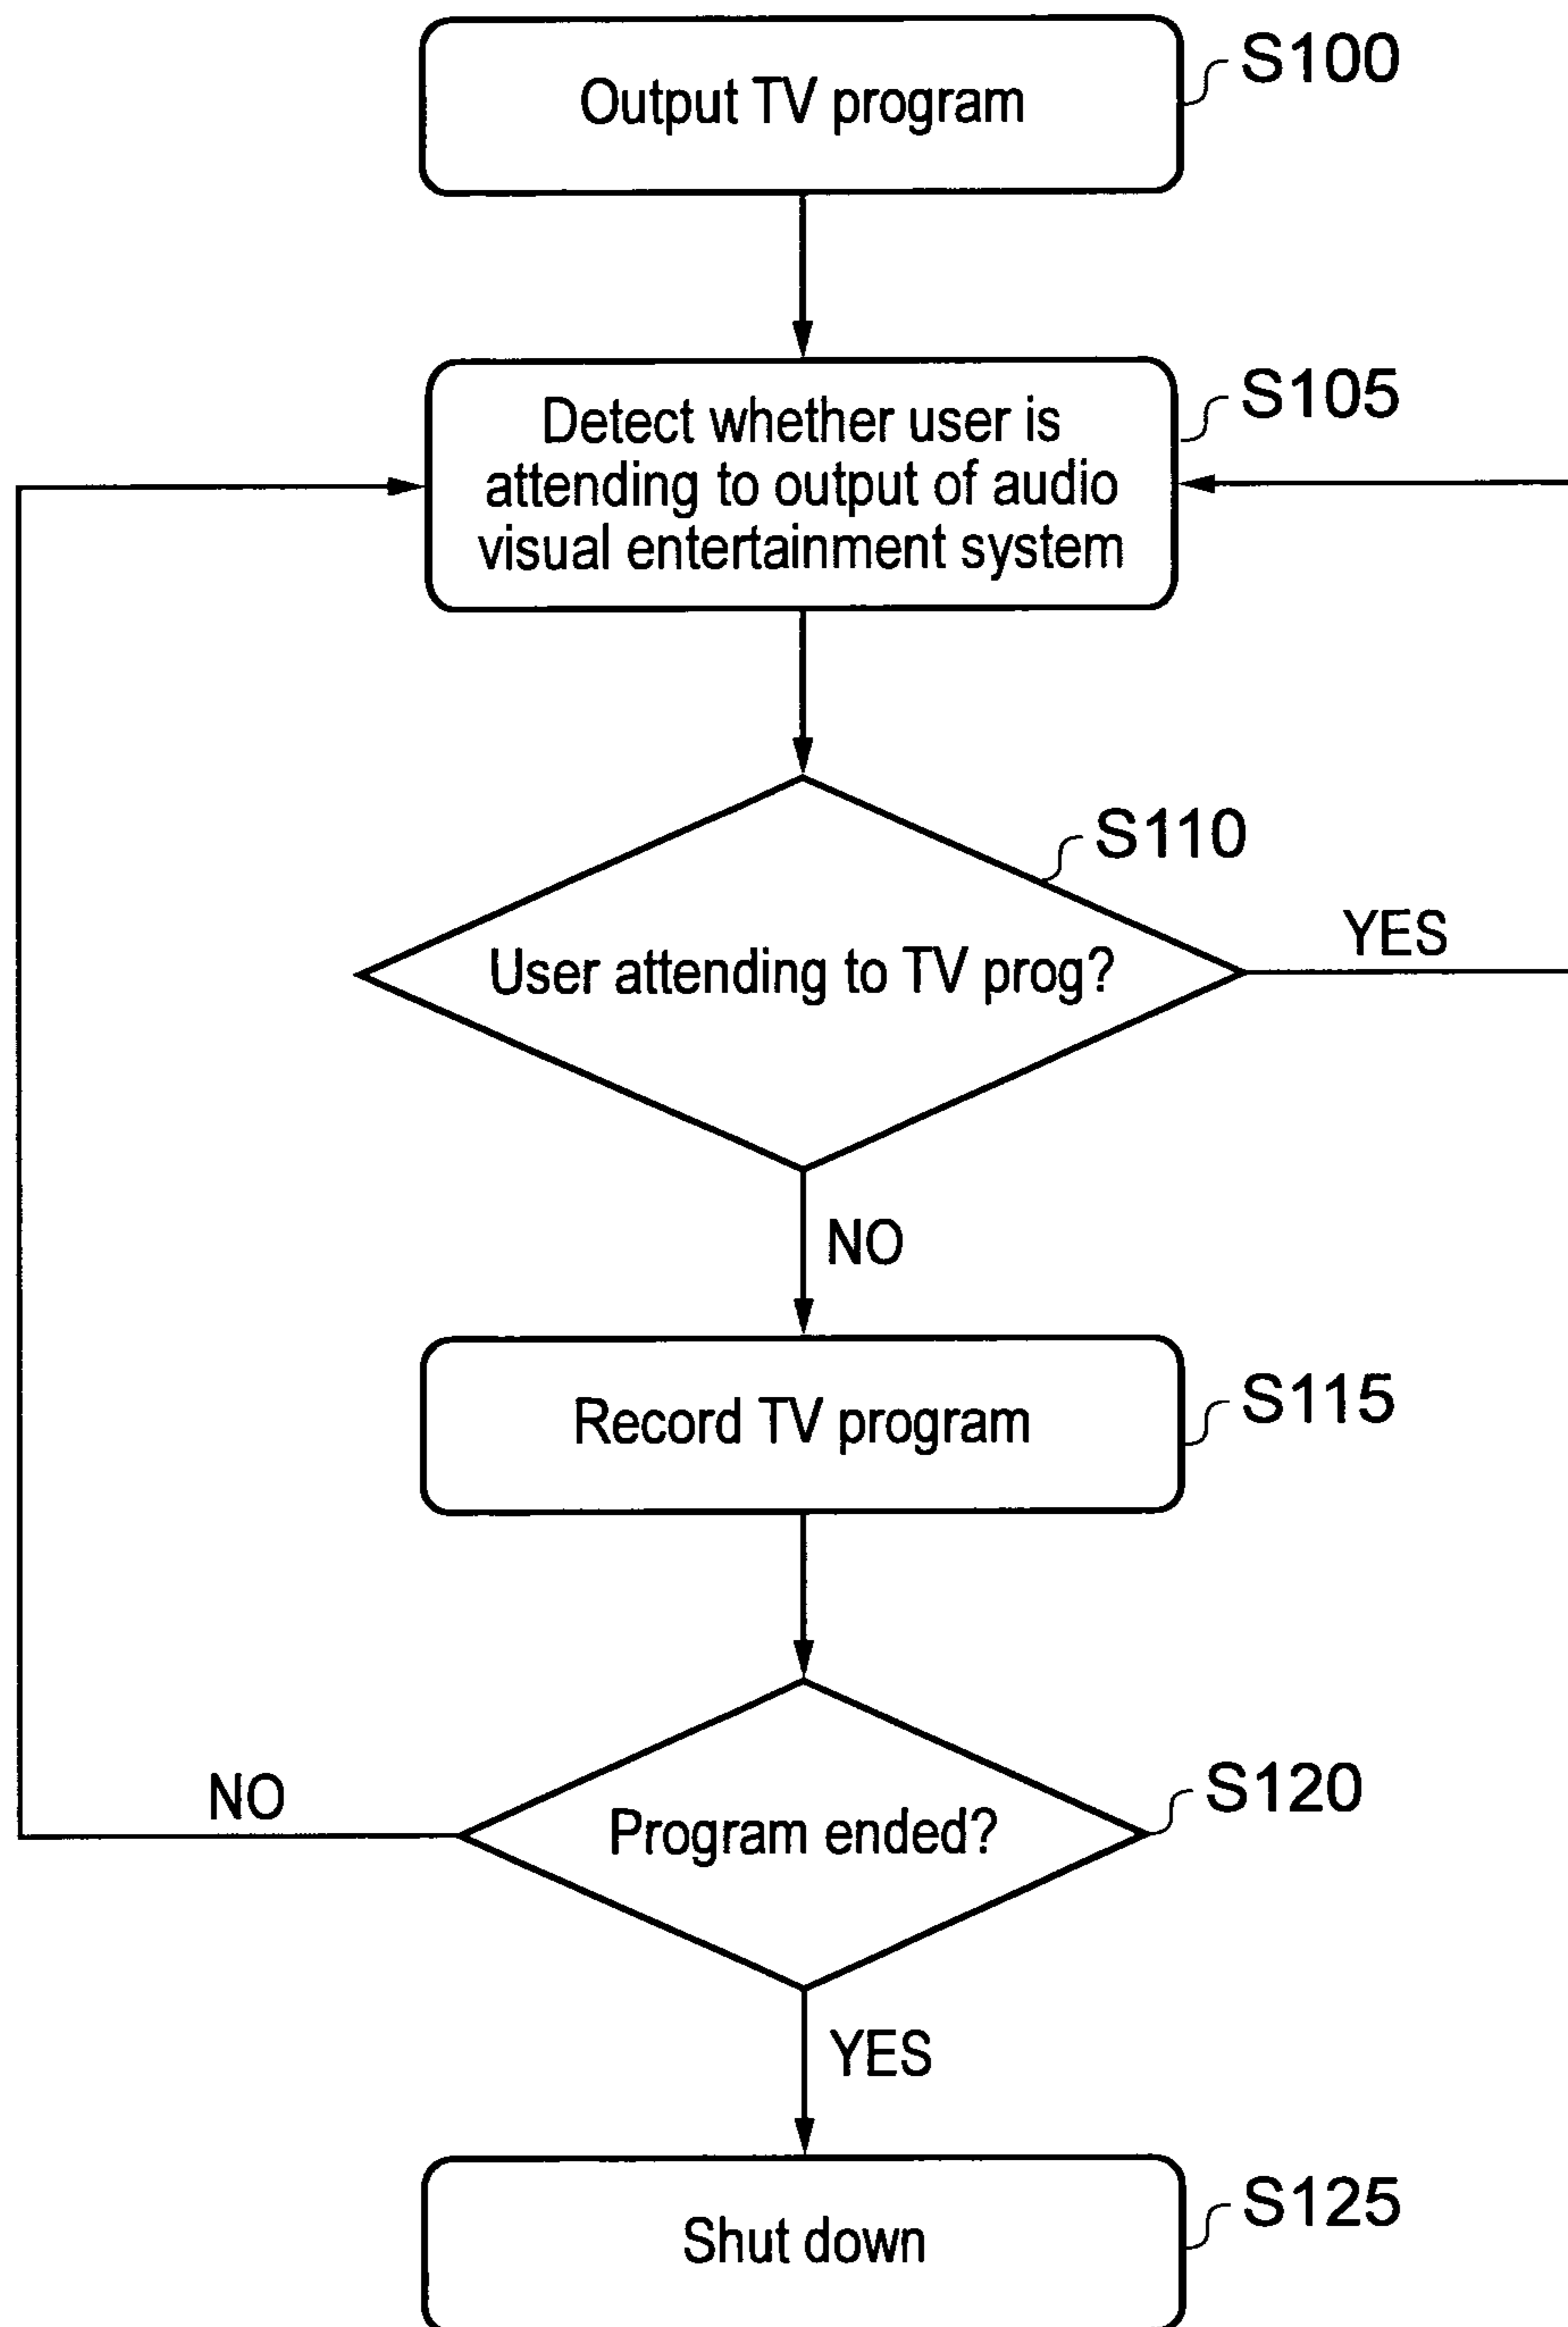 Output TV program
S100
Detect whether user is
attending to output of audio
visual entertainment system
S105
S110
User attending to TV prog?
YES
NO
Record TV program
S115
Program ended?
S120
NO
YES
Shut down
S125